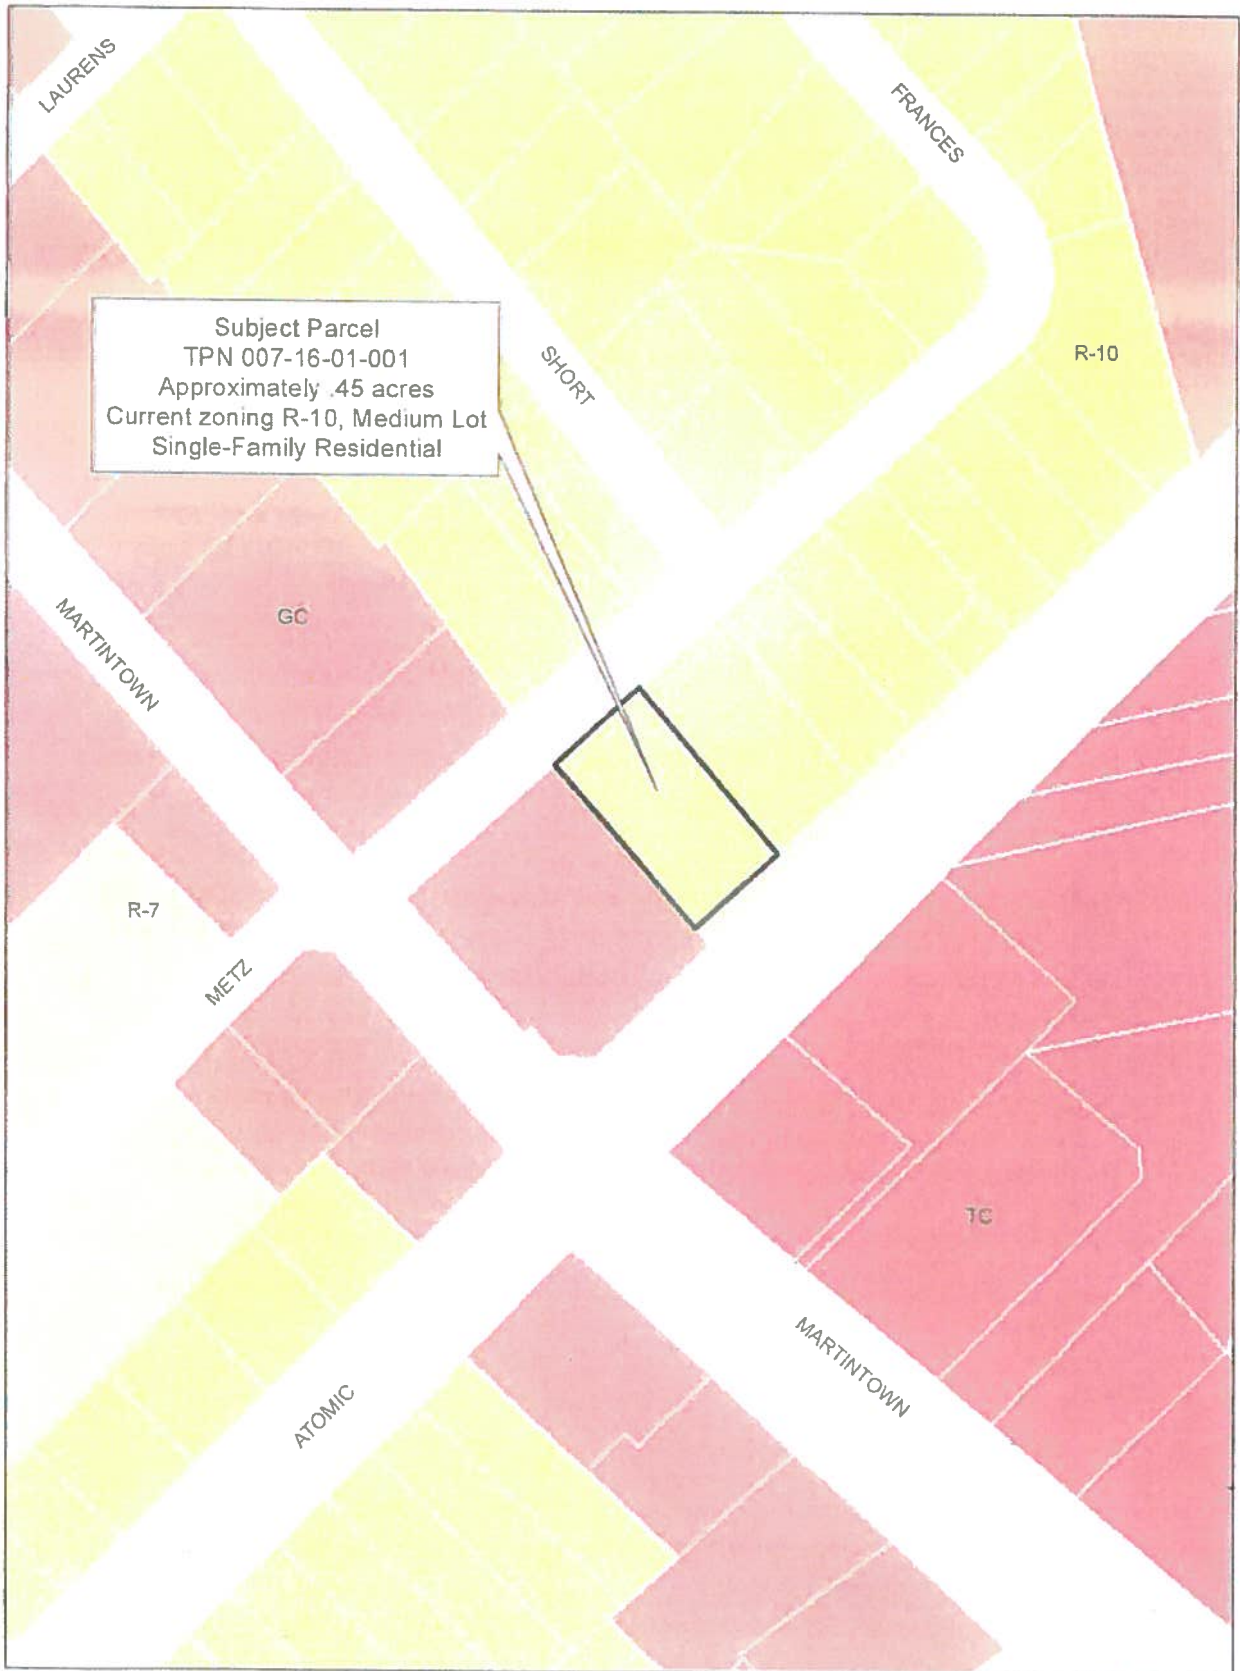 LAURENS
FRANCES
Subject Parcel
TPN 007-16-01-001
Approximately .45 acres
Current zoning R-10, Medium Lot
Single-Family Residential
SHORT
R-10
GC
MARTINTOWN
R-7
METZ
TC
MARTINTOWN
ATOMIC